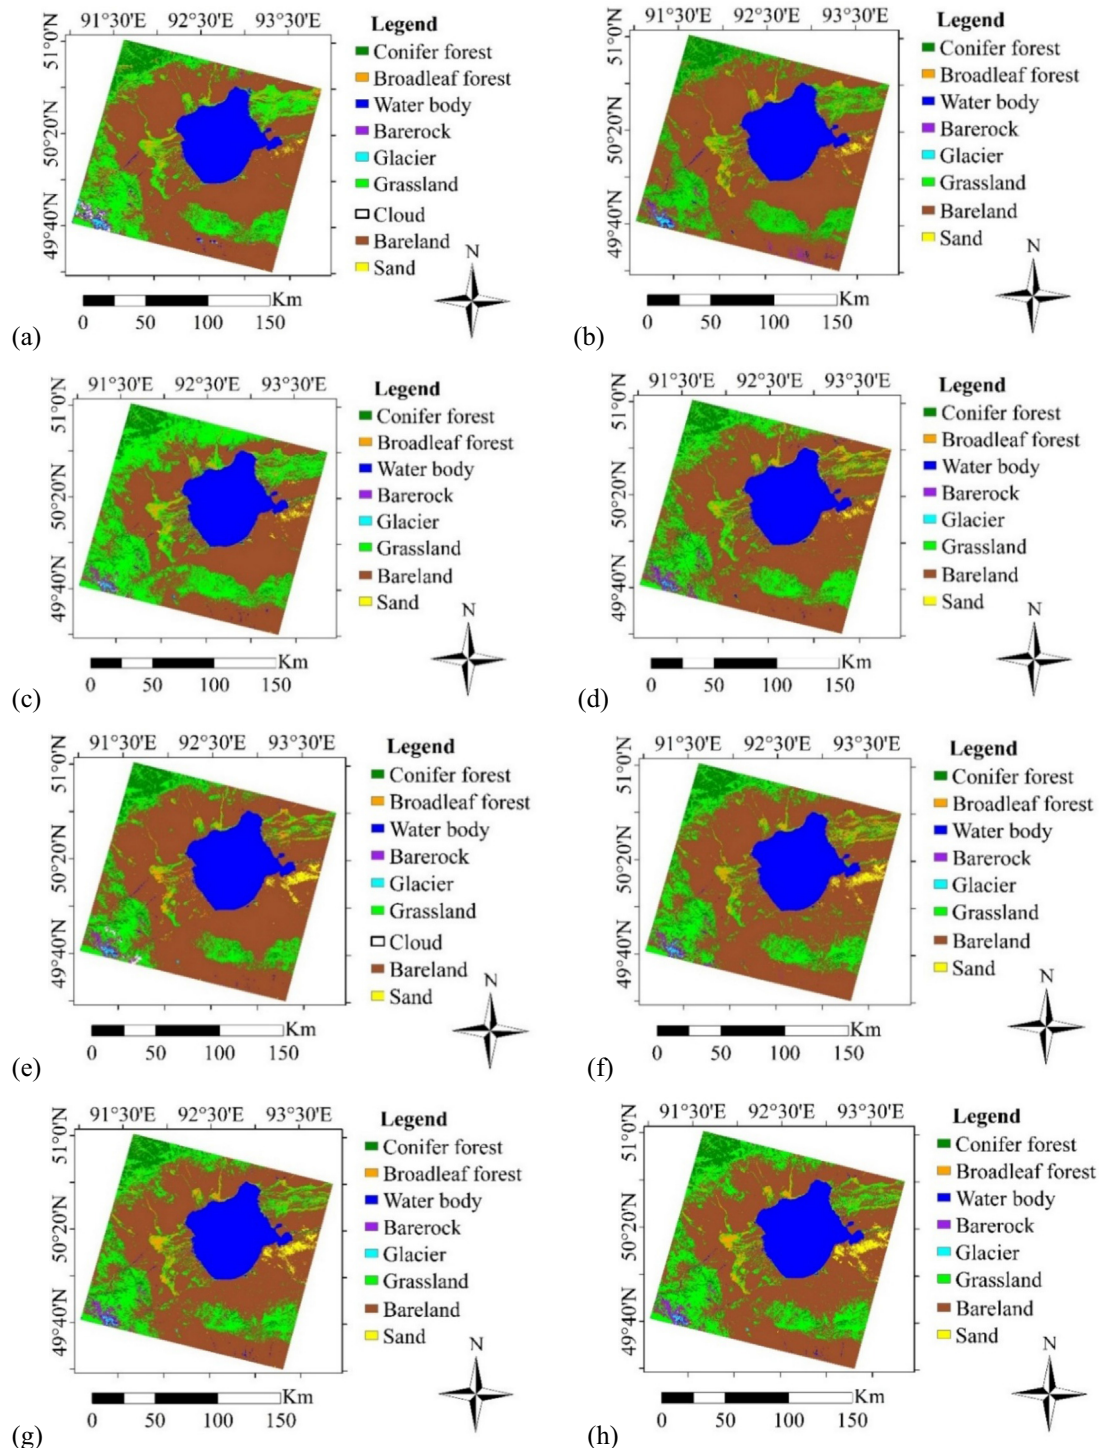 91°30'E 92°30'E 93°30'E
51°0'N
50°20'N
49°40'N
Legend
Conifer forest
Broadleaf forest
Water body
Barerock
Glacier
Grassland
Cloud
Bareland
Sand
N
Km
0 50 100 150
(a)
91°30'E 92°30'E 93°30'E
51°0'N
50°20'N
49°40'N
Legend
Conifer forest
Broadleaf forest
Water body
Barerock
Glacier
Grassland
Bareland
Sand
N
Km
0 50 100 150
(b)
91°30'E 92°30'E 93°30'E
51°0'N
50°20'N
49°40'N
Legend
Conifer forest
Broadleaf forest
Water body
Barerock
Glacier
Grassland
Bareland
Sand
N
Km
0 50 100 150
(c)
91°30'E 92°30'E 93°30'E
51°0'N
50°20'N
49°40'N
Legend
Conifer forest
Broadleaf forest
Water body
Barerock
Glacier
Grassland
Bareland
Sand
N
Km
0 50 100 150
(d)
91°30'E 92°30'E 93°30'E
51°0'N
50°20'N
49°40'N
Legend
Conifer forest
Broadleaf forest
Water body
Barerock
Glacier
Grassland
Cloud
Bareland
Sand
N
Km
0 50 100 150
(e)
91°30'E 92°30'E 93°30'E
51°0'N
50°20'N
49°40'N
Legend
Conifer forest
Broadleaf forest
Water body
Barerock
Glacier
Grassland
Bareland
Sand
N
Km
0 50 100 150
(f)
91°30'E 92°30'E 93°30'E
51°0'N
50°20'N
49°40'N
Legend
Conifer forest
Broadleaf forest
Water body
Barerock
Glacier
Grassland
Bareland
Sand
N
Km
0 50 100 150
(g)
91°30'E 92°30'E 93°30'E
51°0'N
50°20'N
49°40'N
Legend
Conifer forest
Broadleaf forest
Water body
Barerock
Glacier
Grassland
Bareland
Sand
N
Km
0 50 100 150
(h)